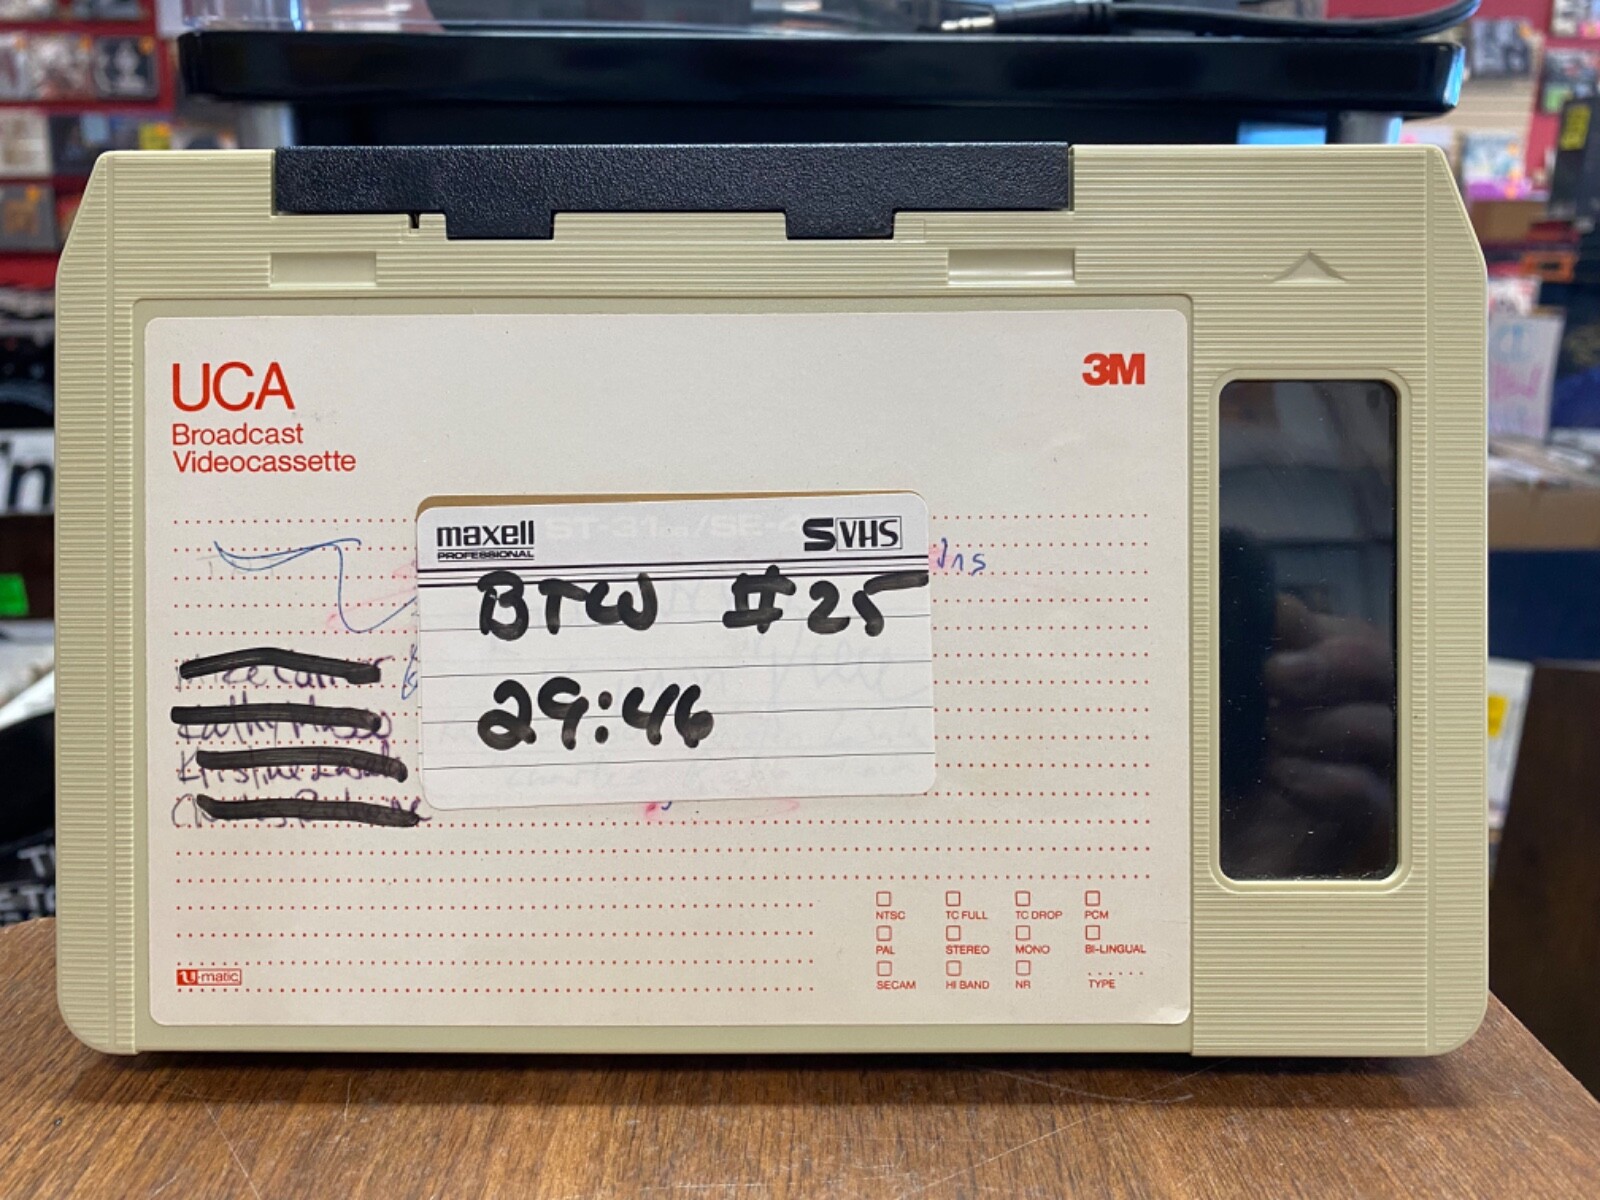 UCA
3M
Broadcast
Videocassette
maxell
PROFESSIONAL
SVHS
BTW #25
29:46
NTSC TC FULL TC DROP PCM
PAL STEREO MONO BI-LINGUAL
SECAM HI BAND NR TYPE
U-matic